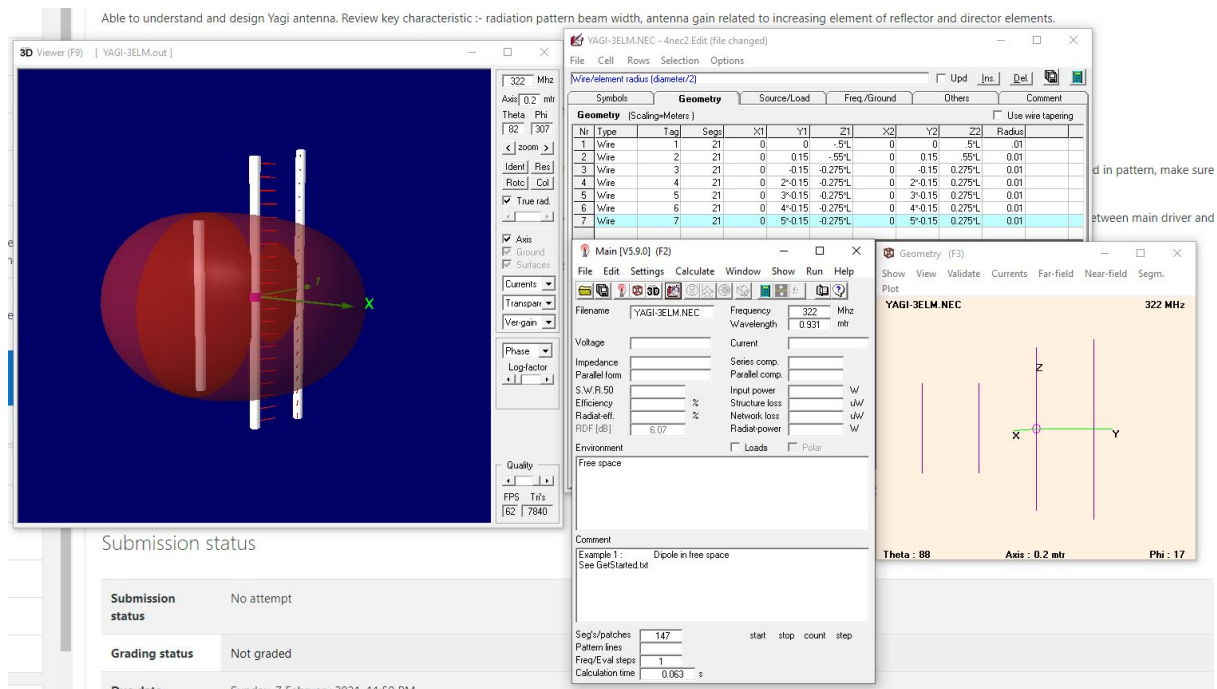 Able to understand and design Yagi antenna. Review key characteristic :- radiation pattern beam width, antenna gain related to increasing element of reflector and director elements.
3D Viewer (F9) [ YAGI-3ELM.out ]
322 Mhz
Axis 0.2 mtr
Theta Phi
82 307
< zoom >
Ident Res
Rotc Col
True rad.
Axis
Ground
Surfaces
Currents
Transpare
Ver-gain
Phase
Log-factor
Quality
FPS Tri's
62 7840
X
YAGI-3ELM.NEC - 4nec2 Edit (file changed)
File Cell Rows Selection Options
Wire/element radius (diameter/2)
Upd Ins. Del
Symbols Geometry Source/Load Freq./Ground Others Comment
Geometry (Scaling=Meters ) Use wire tapering
Nr Type Tag Segs X1 Y1 Z1 X2 Y2 Z2 Radius
1 Wire 1 21 0 0 -.5*L 0 0 .5*L .01
2 Wire 2 21 0 0.15 -.55*L 0 0.15 .55*L 0.01
3 Wire 3 21 0 -0.15 -0.275*L 0 -0.15 0.275*L 0.01
4 Wire 4 21 0 2*-0.15 -0.275*L 0 2*-0.15 0.275*L 0.01
5 Wire 5 21 0 3*-0.15 -0.275*L 0 3*-0.15 0.275*L 0.01
6 Wire 6 21 0 4*-0.15 -0.275*L 0 4*-0.15 0.275*L 0.01
7 Wire 7 21 0 5*-0.15 -0.275*L 0 5*-0.15 0.275*L 0.01
d in pattern, make sure
etween main driver and
Main [V5.9.0] (F2)
File Edit Settings Calculate Window Show Run Help
3D
Filename YAGI-3ELM.NEC Frequency 322 Mhz
Wavelength 0.931 mtr
Voltage Current
Impedance Series comp.
Parallel form Parallel comp.
S.W.R.50 Input power W
Efficiency % Structure loss uW
Radiat-eff. % Network loss uW
RDF [dB] 6.07 Radiat-power W
Environment Loads Polar
Free space
Comment
Example 1 : Dipole in free space
See GetStarted.txt
Seg's/patches 147 start stop count step
Pattern lines
Freq/Eval steps 1
Calculation time 0.063 s
Geometry (F3)
Show View Validate Currents Far-field Near-field Segm.
Plot
YAGI-3ELM.NEC 322 MHz
Z
X Y
Theta : 88 Axis : 0.2 mtr Phi : 17
Submission status
Submission No attempt
status
Grading status Not graded